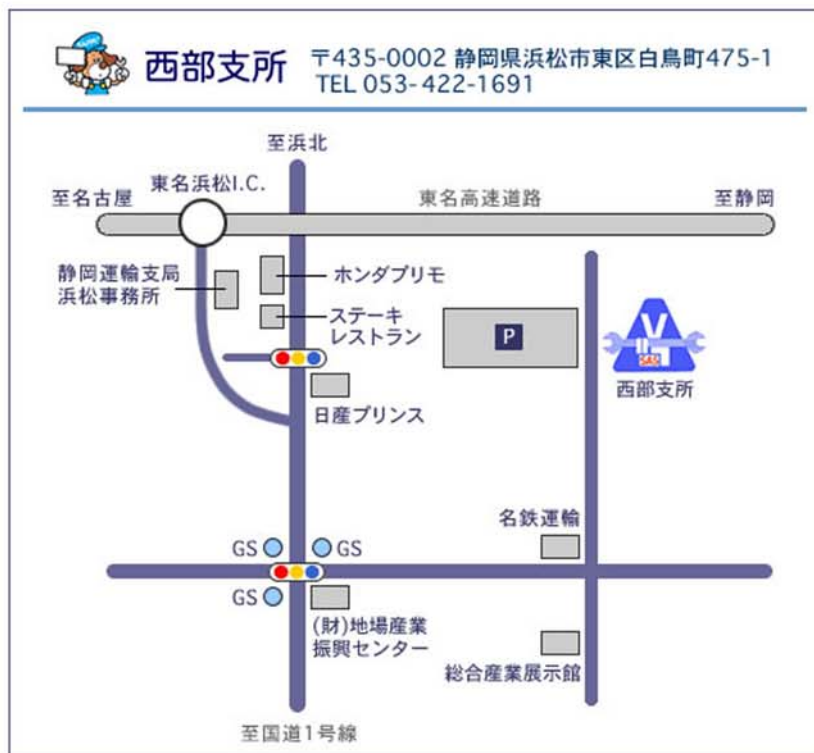 西部支所
〒435-0002 静岡県浜松市東区白鳥町475-1
TEL 053-422-1691
至浜北
東名浜松I.C.
至名古屋
東名高速道路
至静岡
静岡運輸支局
浜松事務所
ホンダプリモ
ステーキ
レストラン
P
V
SAS
西部支所
日産プリンス
名鉄運輸
GS
GS
GS
(財)地場産業
振興センター
総合産業展示館
至国道1号線